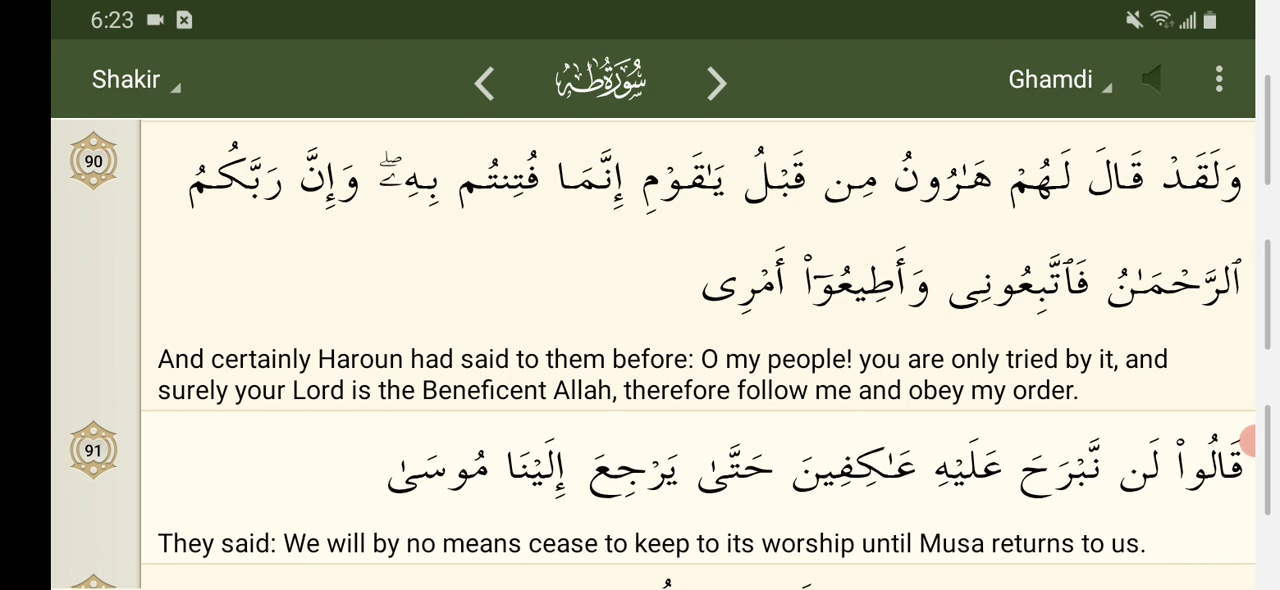 6:23
Shakir
سُورَةُ طه
Ghamdi
90
وَلَقَدْ قَالَ لَهُمْ هَـٰرُونُ مِن قَبْلُ يَـٰقَوْمِ إِنَّمَا فُتِنتُم بِهِۦ ۖ وَإِنَّ رَبَّكُمُ
ٱلرَّحْمَـٰنُ فَٱتَّبِعُونِى وَأَطِيعُوٓا۟ أَمْرِى
And certainly Haroun had said to them before: O my people! you are only tried by it, and
surely your Lord is the Beneficent Allah, therefore follow me and obey my order.
91
قَالُوا۟ لَن نَّبْرَحَ عَلَيْهِ عَـٰكِفِينَ حَتَّىٰ يَرْجِعَ إِلَيْنَا مُوسَىٰ
They said: We will by no means cease to keep to its worship until Musa returns to us.